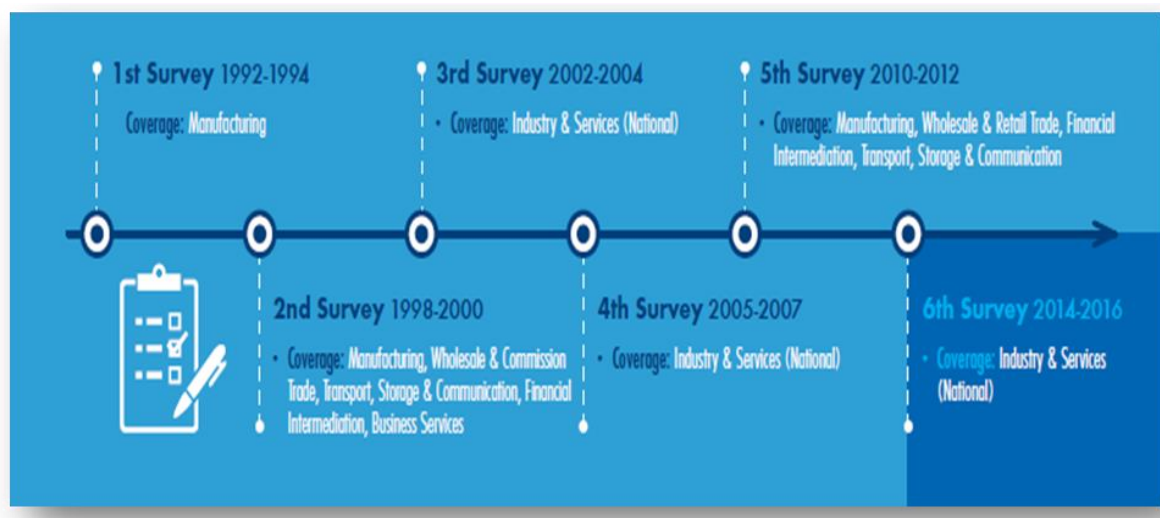 1st Survey 1992-1994
Coverage: Manufacturing
3rd Survey 2002-2004
• Coverage: Industry & Services (National)
5th Survey 2010-2012
• Coverage: Manufacturing, Wholesale & Retail Trade, Financial
Intermediation, Transport, Storage & Communication
2nd Survey 1998-2000
• Coverage: Manufacturing, Wholesale & Commission
Trade, Transport, Storage & Communication, Financial
Intermediation, Business Services
4th Survey 2005-2007
• Coverage: Industry & Services (National)
6th Survey 2014-2016
• Coverage: Industry & Services
(National)